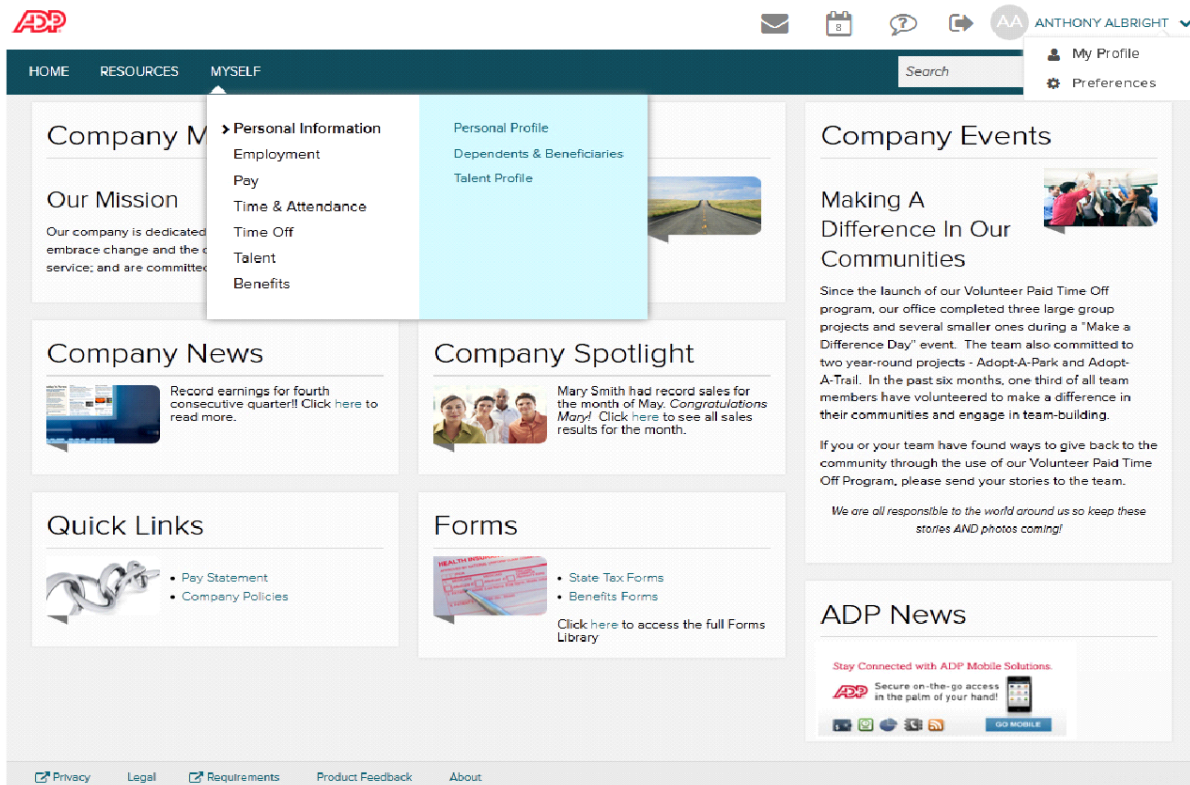 ADP
8
?
AA
ANTHONY ALBRIGHT
My Profile
Preferences
HOME
RESOURCES
MYSELF
Search
Company M
Our Mission
Our company is dedicated
embrace change and the
service; and are committed
Personal Information
Employment
Pay
Time & Attendance
Time Off
Talent
Benefits
Personal Profile
Dependents & Beneficiaries
Talent Profile
Company News
Record earnings for fourth
consecutive quarter!! Click here to
read more.
Company Spotlight
Mary Smith had record sales for
the month of May. Congratulations
Mary! Click here to see all sales
results for the month.
Quick Links
• Pay Statement
• Company Policies
Forms
HEALTH INSURANCE
• State Tax Forms
• Benefits Forms
Click here to access the full Forms
Library
Company Events
Making A
Difference In Our
Communities
Since the launch of our Volunteer Paid Time Off
program, our office completed three large group
projects and several smaller ones during a "Make a
Difference Day" event. The team also committed to
two year-round projects - Adopt-A-Park and Adopt-
A-Trail. In the past six months, one third of all team
members have volunteered to make a difference in
their communities and engage in team-building.
If you or your team have found ways to give back to the
community through the use of our Volunteer Paid Time
Off Program, please send your stories to the team.
We are all responsible to the world around us so keep these
stories AND photos coming!
ADP News
Stay Connected with ADP Mobile Solutions.
ADP
Secure on-the-go access
in the palm of your hand!
GO MOBILE
Privacy
Legal
Requirements
Product Feedback
About